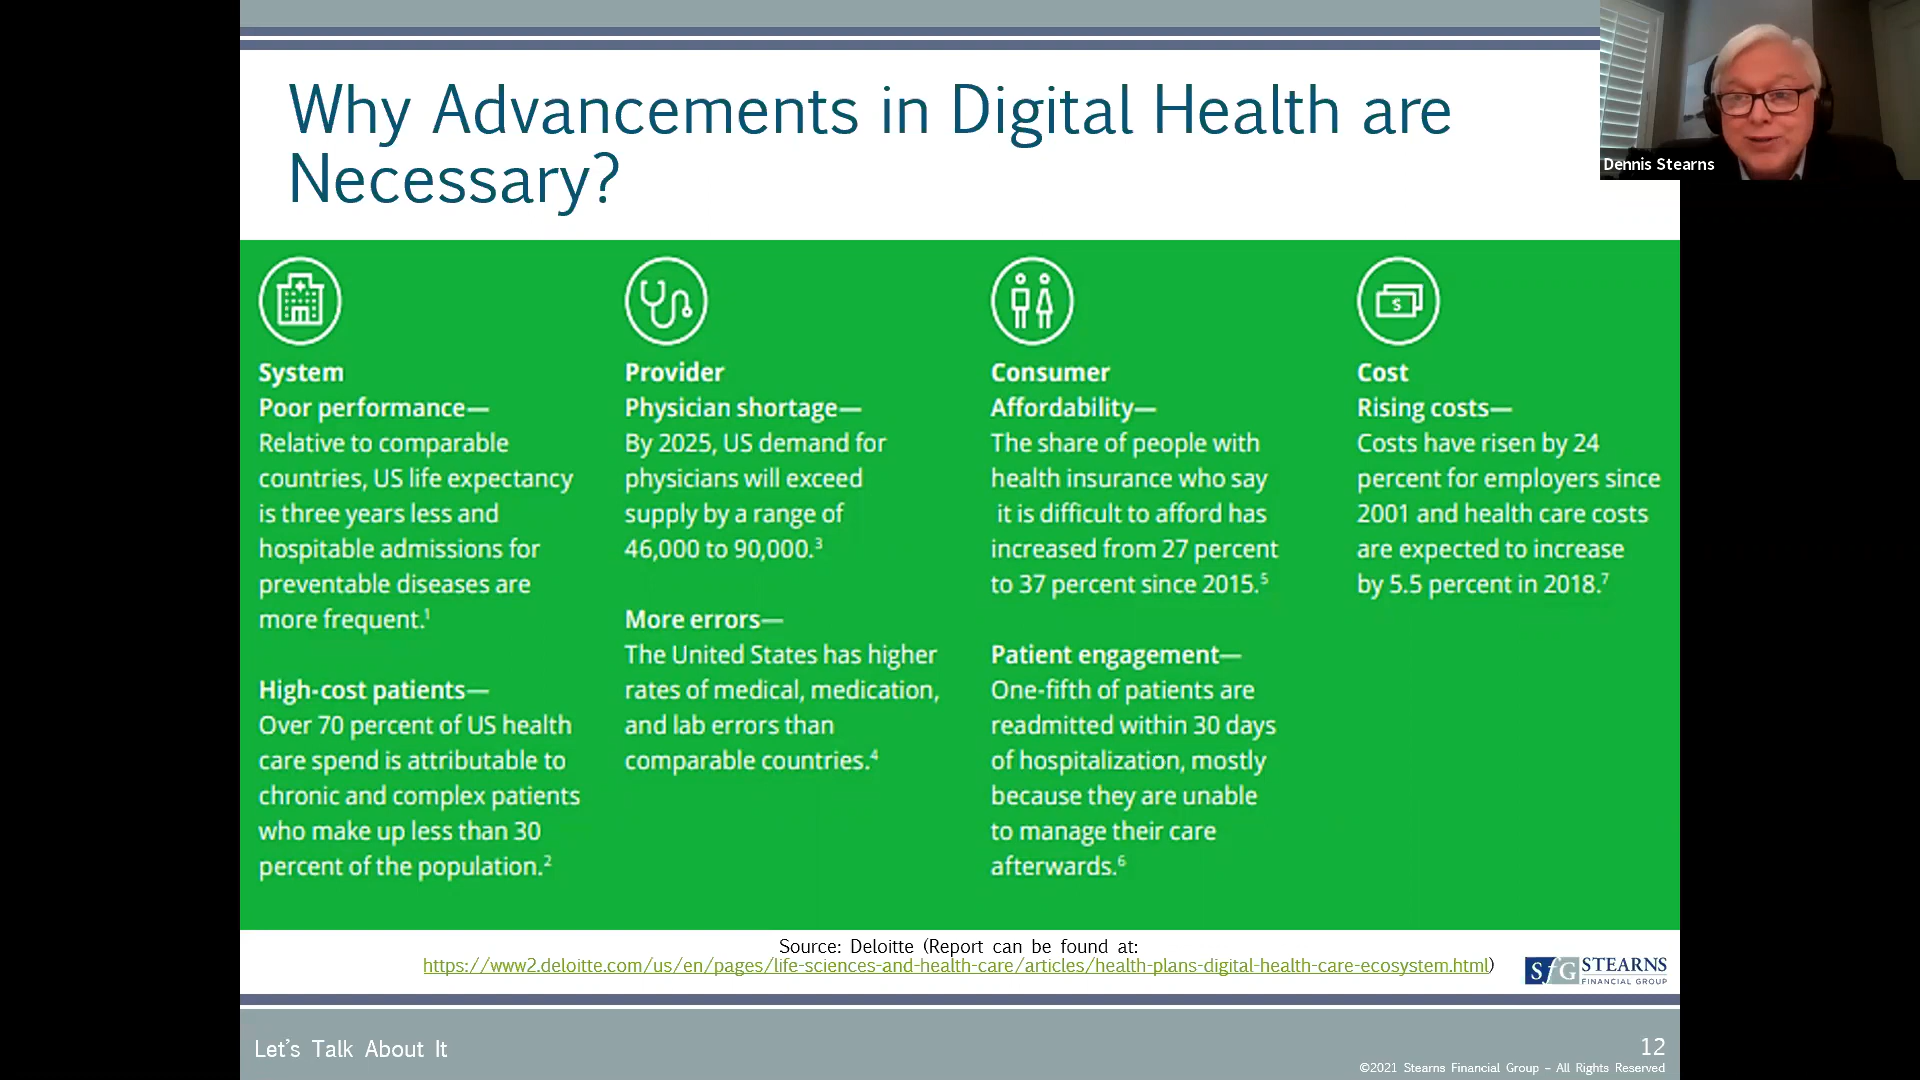 Why Advancements in Digital Health are
Necessary?
Dennis Stearns
System
Poor performance—
Relative to comparable
countries, US life expectancy
is three years less and
hospitable admissions for
preventable diseases are
more frequent.¹
High-cost patients—
Over 70 percent of US health
care spend is attributable to
chronic and complex patients
who make up less than 30
percent of the population.²
Provider
Physician shortage—
By 2025, US demand for
physicians will exceed
supply by a range of
46,000 to 90,000.³
More errors—
The United States has higher
rates of medical, medication,
and lab errors than
comparable countries.⁴
Consumer
Affordability—
The share of people with
health insurance who say
it is difficult to afford has
increased from 27 percent
to 37 percent since 2015.⁵
Patient engagement—
One-fifth of patients are
readmitted within 30 days
of hospitalization, mostly
because they are unable
to manage their care
afterwards.⁶
$
Cost
Rising costs—
Costs have risen by 24
percent for employers since
2001 and health care costs
are expected to increase
by 5.5 percent in 2018.⁷
Source: Deloitte (Report can be found at:
https://www2.deloitte.com/us/en/pages/life-sciences-and-health-care/articles/health-plans-digital-health-care-ecosystem.html)
SfG STEARNS
FINANCIAL GROUP
Let's Talk About It
12
©2021 Stearns Financial Group – All Rights Reserved